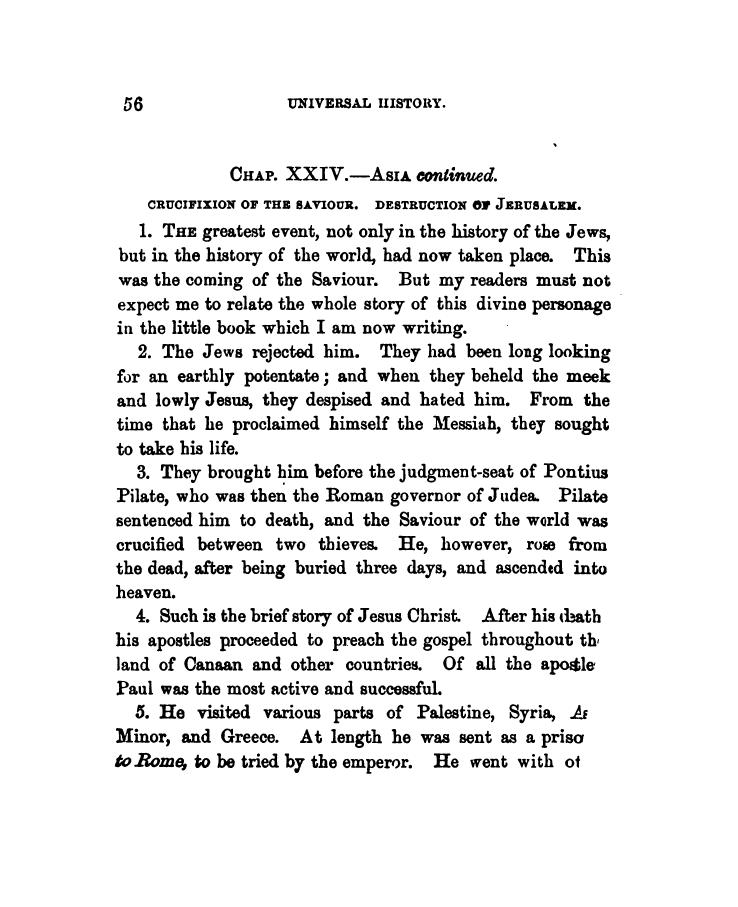 56 UNIVERSAL HISTORY.
CHAP. XXIV.—ASIA continued.
CRUCIFIXION OF THE SAVIOUR. DESTRUCTION OF JERUSALEM.
1. THE greatest event, not only in the history of the Jews,
but in the history of the world, had now taken place. This
was the coming of the Saviour. But my readers must not
expect me to relate the whole story of this divine personage
in the little book which I am now writing.
2. The Jews rejected him. They had been long looking
for an earthly potentate; and when they beheld the meek
and lowly Jesus, they despised and hated him. From the
time that he proclaimed himself the Messiah, they sought
to take his life.
3. They brought him before the judgment-seat of Pontius
Pilate, who was then the Roman governor of Judea. Pilate
sentenced him to death, and the Saviour of the world was
crucified between two thieves. He, however, rose from
the dead, after being buried three days, and ascended into
heaven.
4. Such is the brief story of Jesus Christ. After his death
his apostles proceeded to preach the gospel throughout th
land of Canaan and other countries. Of all the apostle
Paul was the most active and successful.
5. He visited various parts of Palestine, Syria, As
Minor, and Greece. At length he was sent as a priso
to Rome, to be tried by the emperor. He went with ot